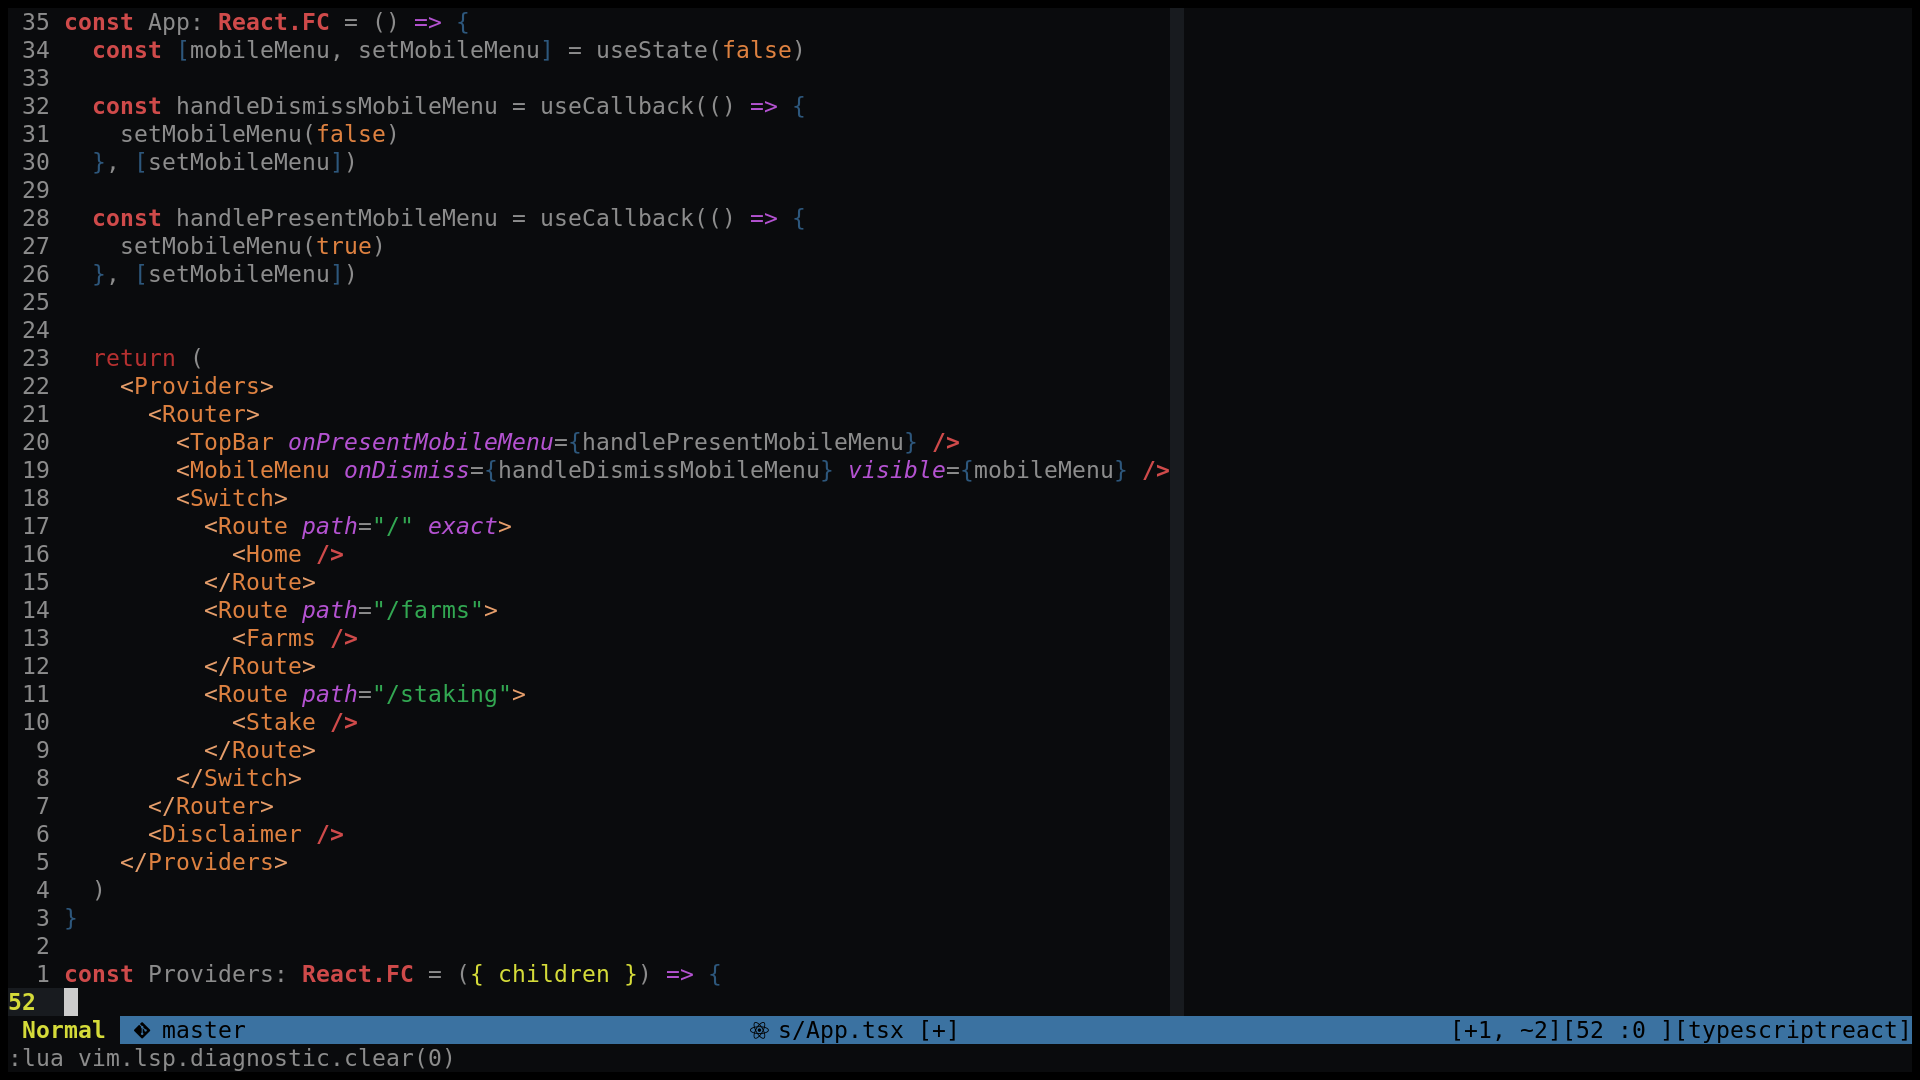 35 const App: React.FC = () => {
34   const [mobileMenu, setMobileMenu] = useState(false)
33
32   const handleDismissMobileMenu = useCallback(() => {
31     setMobileMenu(false)
30   }, [setMobileMenu])
29
28   const handlePresentMobileMenu = useCallback(() => {
27     setMobileMenu(true)
26   }, [setMobileMenu])
25
24
23   return (
22     <Providers>
21       <Router>
20         <TopBar onPresentMobileMenu={handlePresentMobileMenu} />
19         <MobileMenu onDismiss={handleDismissMobileMenu} visible={mobileMenu} />
18         <Switch>
17           <Route path="/" exact>
16             <Home />
15           </Route>
14           <Route path="/farms">
13             <Farms />
12           </Route>
11           <Route path="/staking">
10             <Stake />
9           </Route>
8         </Switch>
7       </Router>
6       <Disclaimer />
5     </Providers>
4   )
3 }
2
1 const Providers: React.FC = ({ children }) => {
52
Normal master s/App.tsx [+] [+1, ~2][52 :0 ][typescriptreact]
:lua vim.lsp.diagnostic.clear(0)